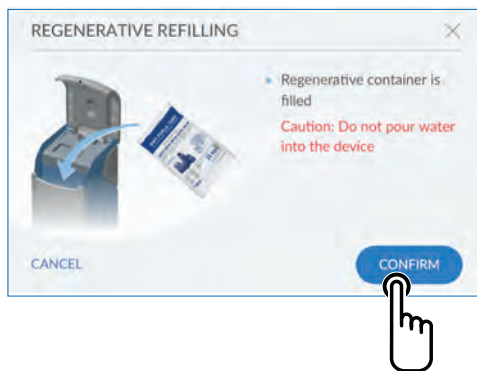 REGENERATIVE REFILLING
Regenerative container is
filled
Caution: Do not pour water
into the device
CANCEL
CONFIRM